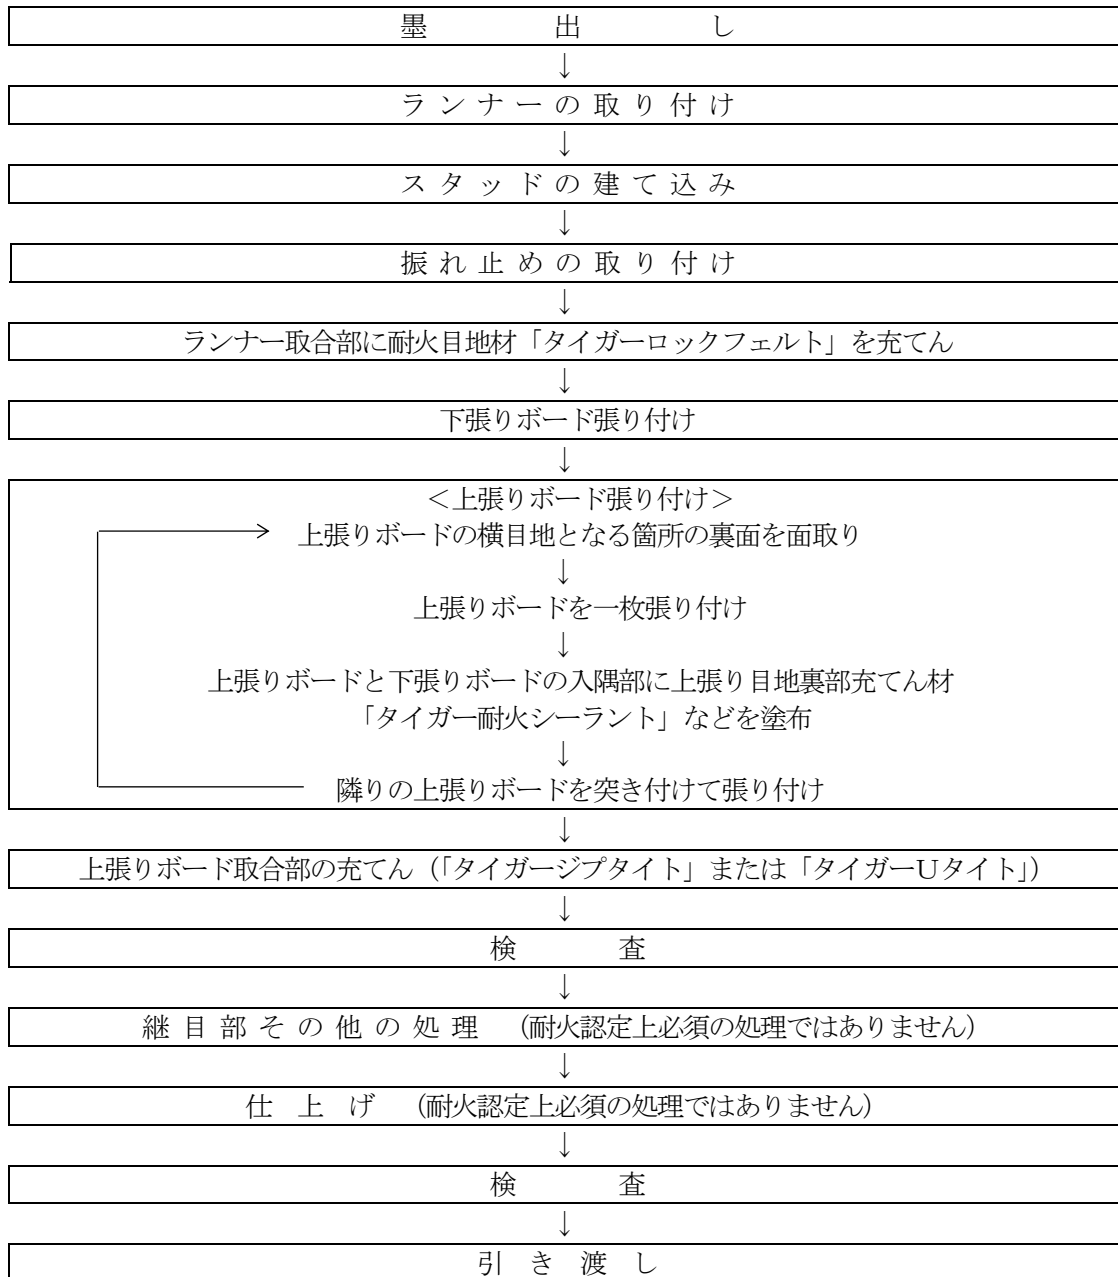 墨出し
↓
ランナーの取り付け
↓
スタッドの建て込み
↓
振れ止めの取り付け
↓
ランナー取合部に耐火目地材「タイガーロックフェルト」を充てん
↓
下張りボード張り付け
↓
＜上張りボード張り付け＞
上張りボードの横目地となる箇所の裏面を面取り
↓
上張りボードを一枚張り付け
↓
上張りボードと下張りボードの入隅部に上張り目地裏部充てん材
「タイガー耐火シーラント」などを塗布
↓
隣りの上張りボードを突き付けて張り付け
↓
上張りボード取合部の充てん（「タイガージプタイト」または「タイガーＵタイト」）
↓
検査
↓
継目部その他の処理 （耐火認定上必須の処理ではありません）
↓
仕上げ （耐火認定上必須の処理ではありません）
↓
検査
↓
引き渡し